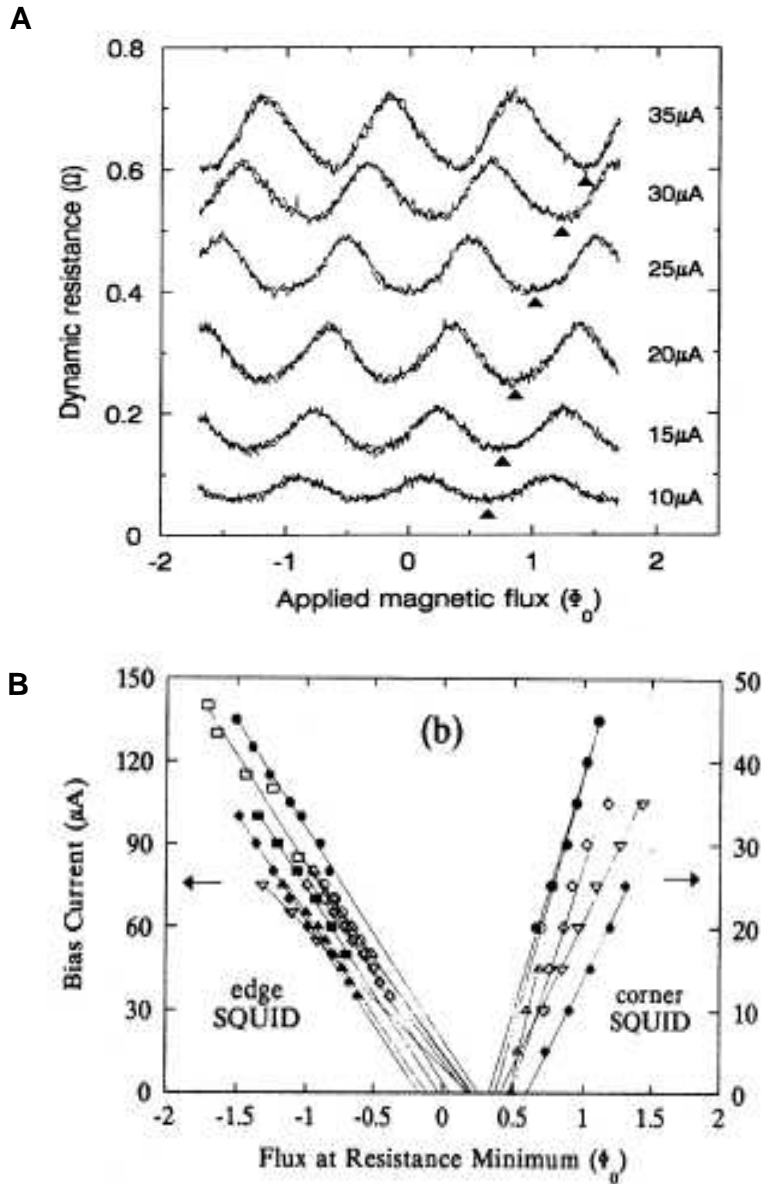 A
0.8
0.6
0.4
0.2
0
Dynamic resistance (Ω)
35μA
30μA
25μA
20μA
15μA
10μA
-2
-1
0
1
2
Applied magnetic flux (Φ₀)
B
150
120
90
60
30
0
Bias Current (μA)
(b)
50
40
30
20
10
0
edge
SQUID
corner
SQUID
-2
-1.5
-1
-0.5
0
0.5
1
1.5
2
Flux at Resistance Minimum (Φ₀)